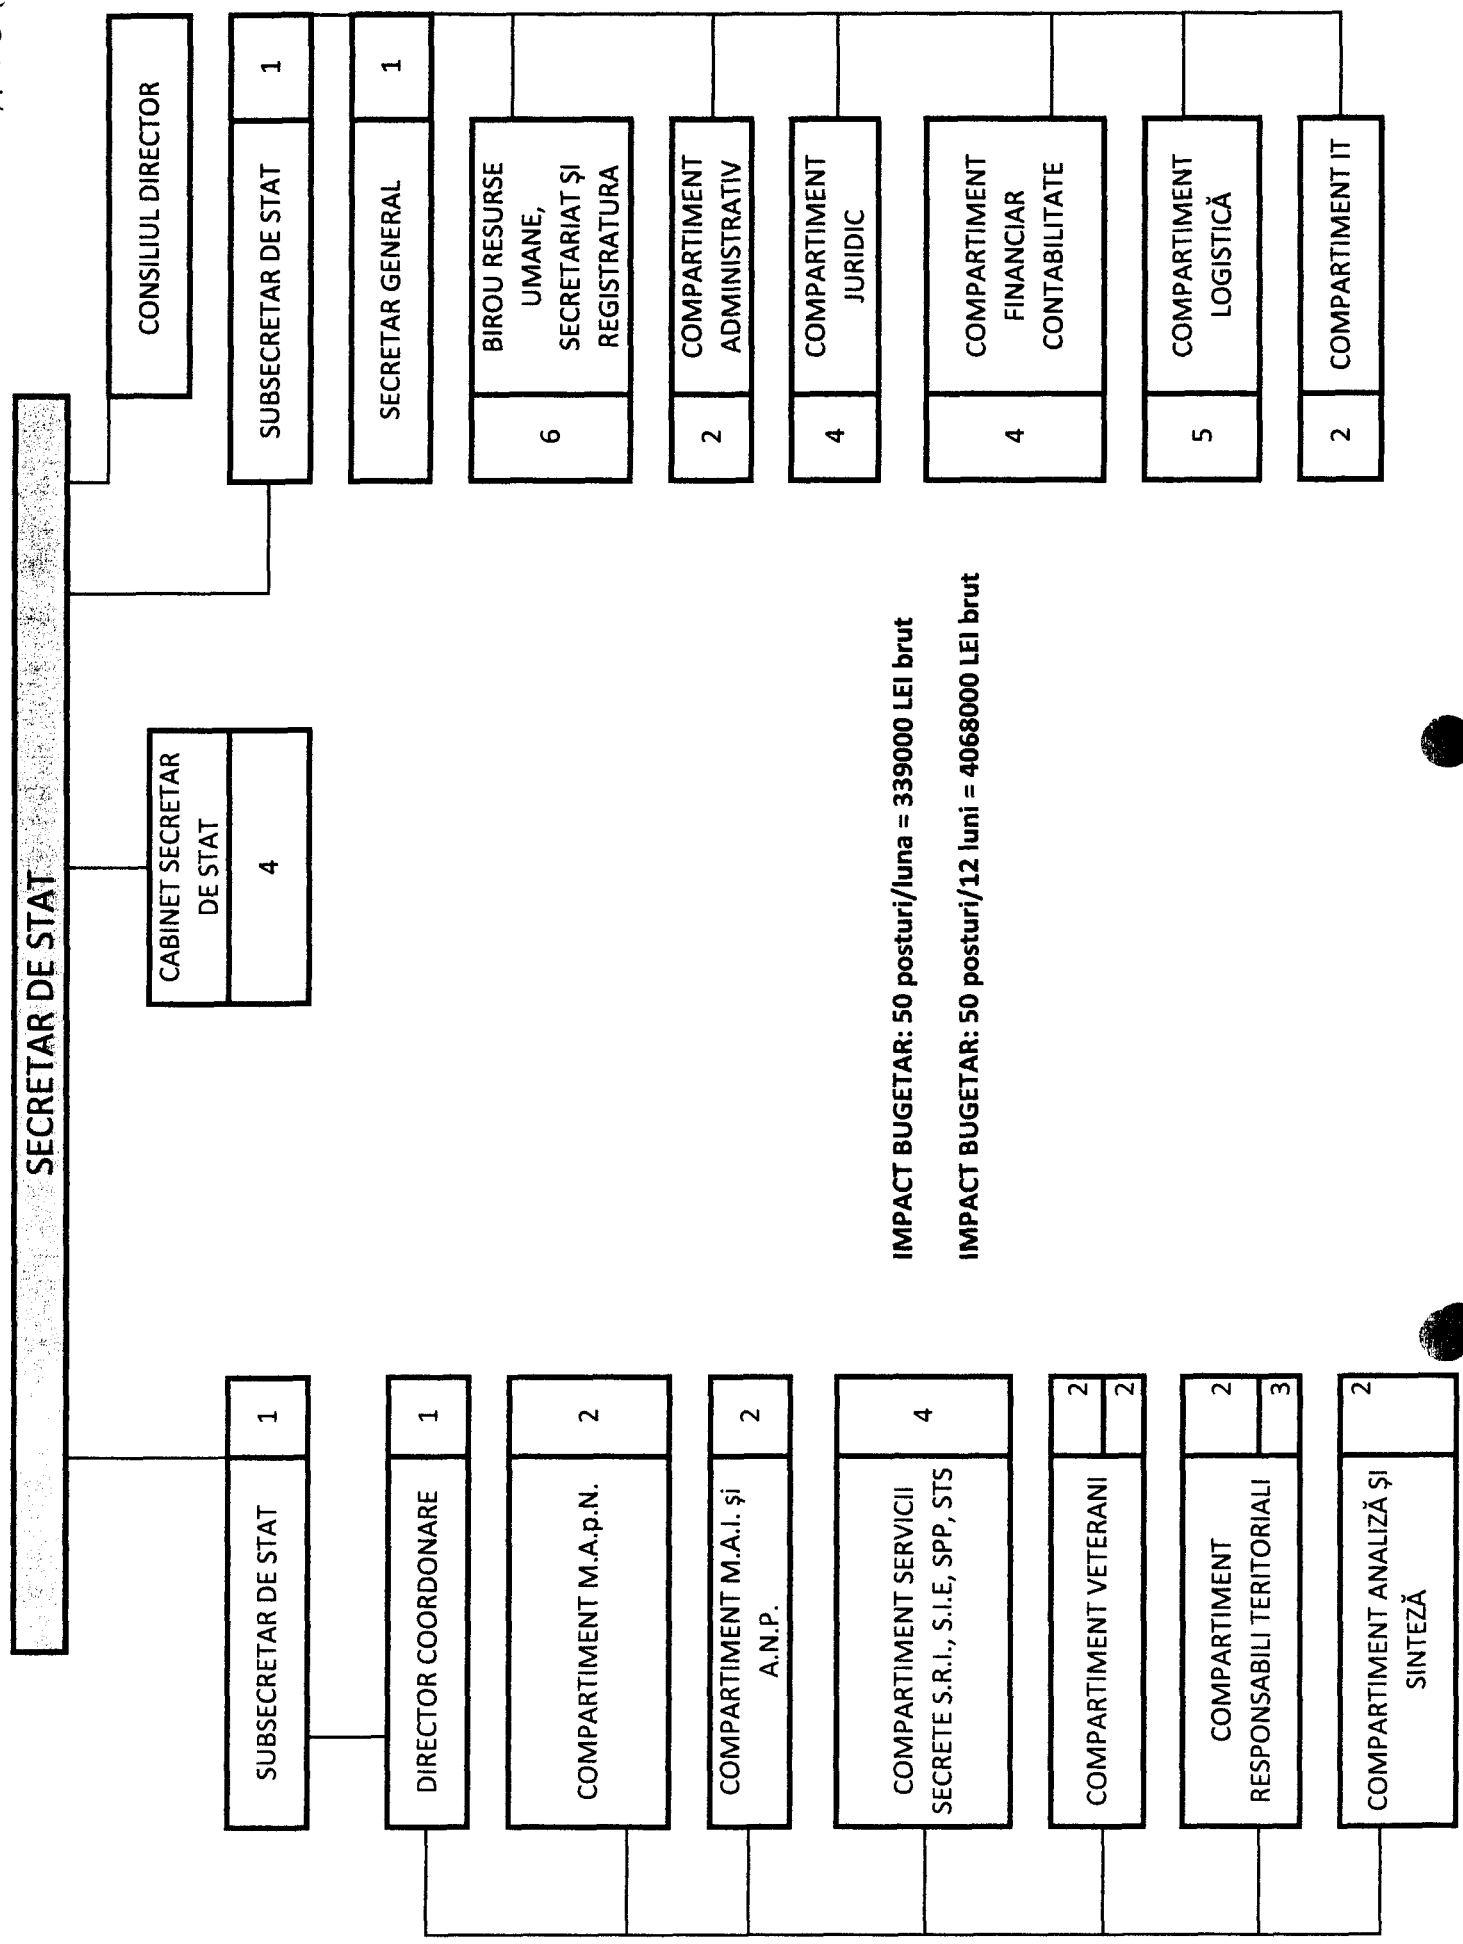 SECRETAR DE STAT
CONSILIUL DIRECTOR
CABINET SECRETAR
DE STAT
4
SUBSECRETAR DE STAT 1
DIRECTOR COORDONARE 1
COMPARTIMENT M.A.p.N. 2
COMPARTIMENT M.A.I. și
A.N.P.
2
COMPARTIMENT SERVICII
SECRETE S.R.I., S.I.E, SPP, STS
4
COMPARTIMENT VETERANI
2
2
COMPARTIMENT
RESPONSABILI TERITORIALI
2
3
COMPARTIMENT ANALIZĂ ȘI
SINTEZĂ
2
IMPACT BUGETAR: 50 posturi/luna = 339000 LEI brut
IMPACT BUGETAR: 50 posturi/12 luni = 4068000 LEI brut
SUBSECRETAR DE STAT 1
SECRETAR GENERAL 1
6
BIROU RESURSE
UMANE,
SECRETARIAT ȘI
REGISTRATURA
2
COMPARTIMENT
ADMINISTRATIV
4
COMPARTIMENT
JURIDIC
4
COMPARTIMENT
FINANCIAR
CONTABILITATE
5
COMPARTIMENT
LOGISTICĂ
2 COMPARTIMENT IT